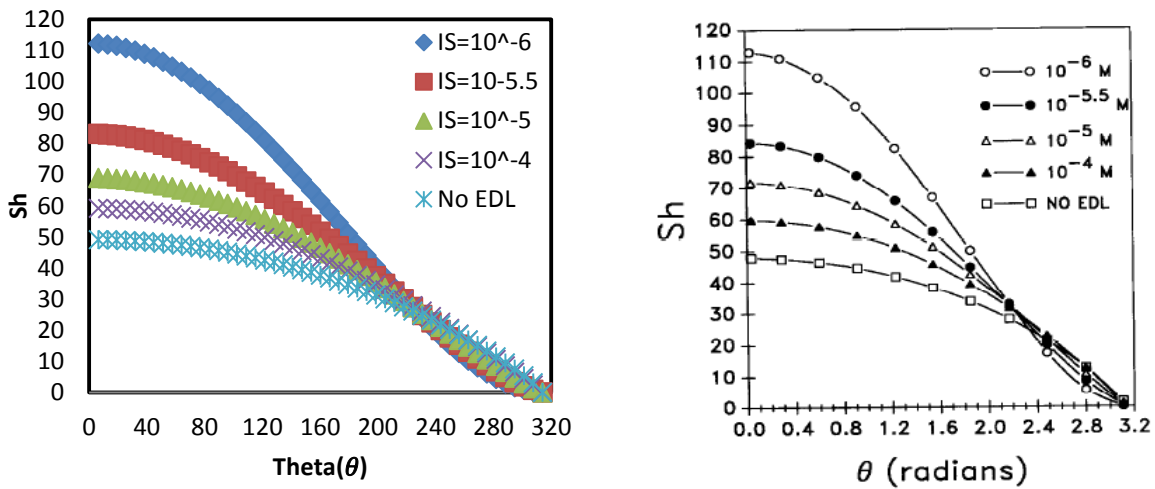 120
110
100
90
80
70
60
50
40
30
20
10
0
Sh
0 40 80 120 160 200 240 280 320
Theta(θ)
IS=10^-6
IS=10-5.5
IS=10^-5
IS=10^-4
No EDL
120
110
100
90
80
70
60
50
40
30
20
10
0
Sh
0.0 0.4 0.8 1.2 1.6 2.0 2.4 2.8 3.2
θ (radians)
10⁻⁶ M
10⁻⁵·⁵ M
10⁻⁵ M
10⁻⁴ M
NO EDL